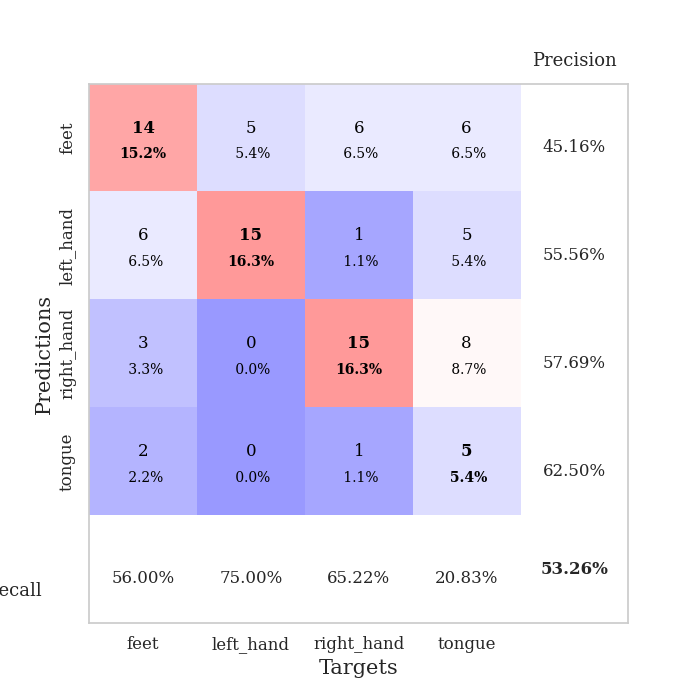 Precision
feet
14 5 6 6
15.2% 5.4% 6.5% 6.5%
45.16%
left_hand
6 15 1 5
6.5% 16.3% 1.1% 5.4%
55.56%
Predictions
right_hand
3 0 15 8
3.3% 0.0% 16.3% 8.7%
57.69%
tongue
2 0 1 5
2.2% 0.0% 1.1% 5.4%
62.50%
ecall
56.00% 75.00% 65.22% 20.83% 53.26%
feet left_hand right_hand tongue
Targets